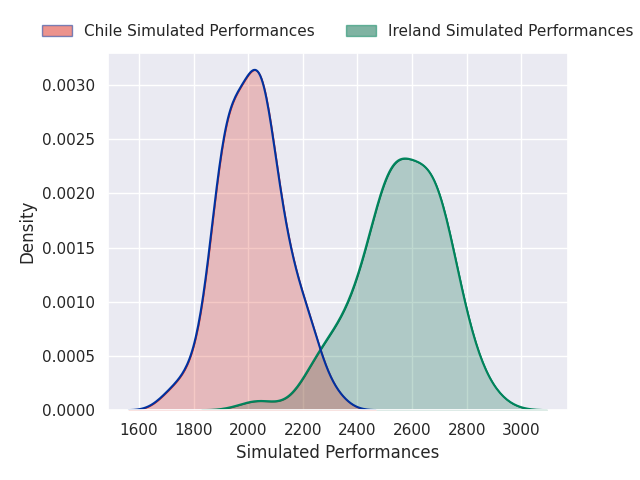 Chile Simulated Performances Ireland Simulated Performances
0.0030
0.0025
0.0020
0.0015
0.0010
0.0005
0.0000
Density
1600 1800 2000 2200 2400 2600 2800 3000
Simulated Performances